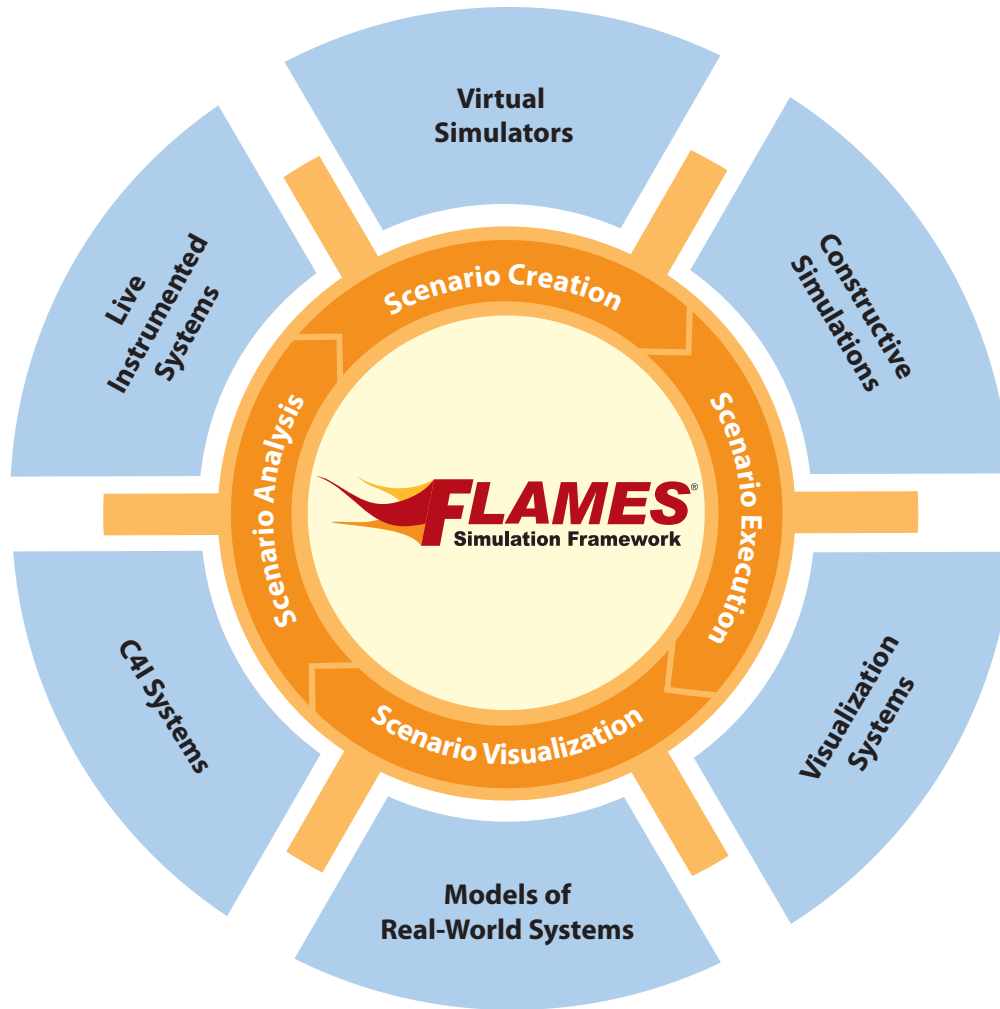 Virtual
Simulators
Constructive
Simulations
Visualization
Systems
Models of
Real-World Systems
C4I Systems
Live
Instrumented
Systems
Scenario Creation
Scenario Execution
Scenario Visualization
Scenario Analysis
FLAMES®
Simulation Framework